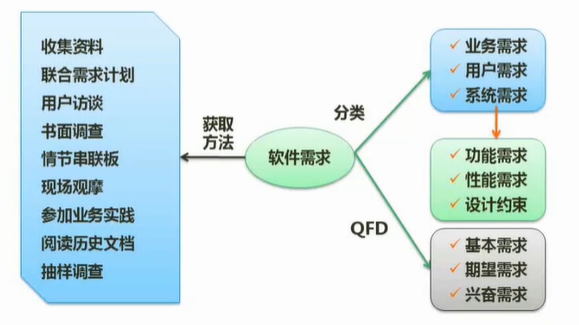 收集资料
联合需求计划
用户访谈
书面调查
情节串联板
现场观摩
参加业务实践
阅读历史文档
抽样调查
获取
方法
软件需求
分类
QFD
业务需求
用户需求
系统需求
功能需求
性能需求
设计约束
基本需求
期望需求
兴奋需求